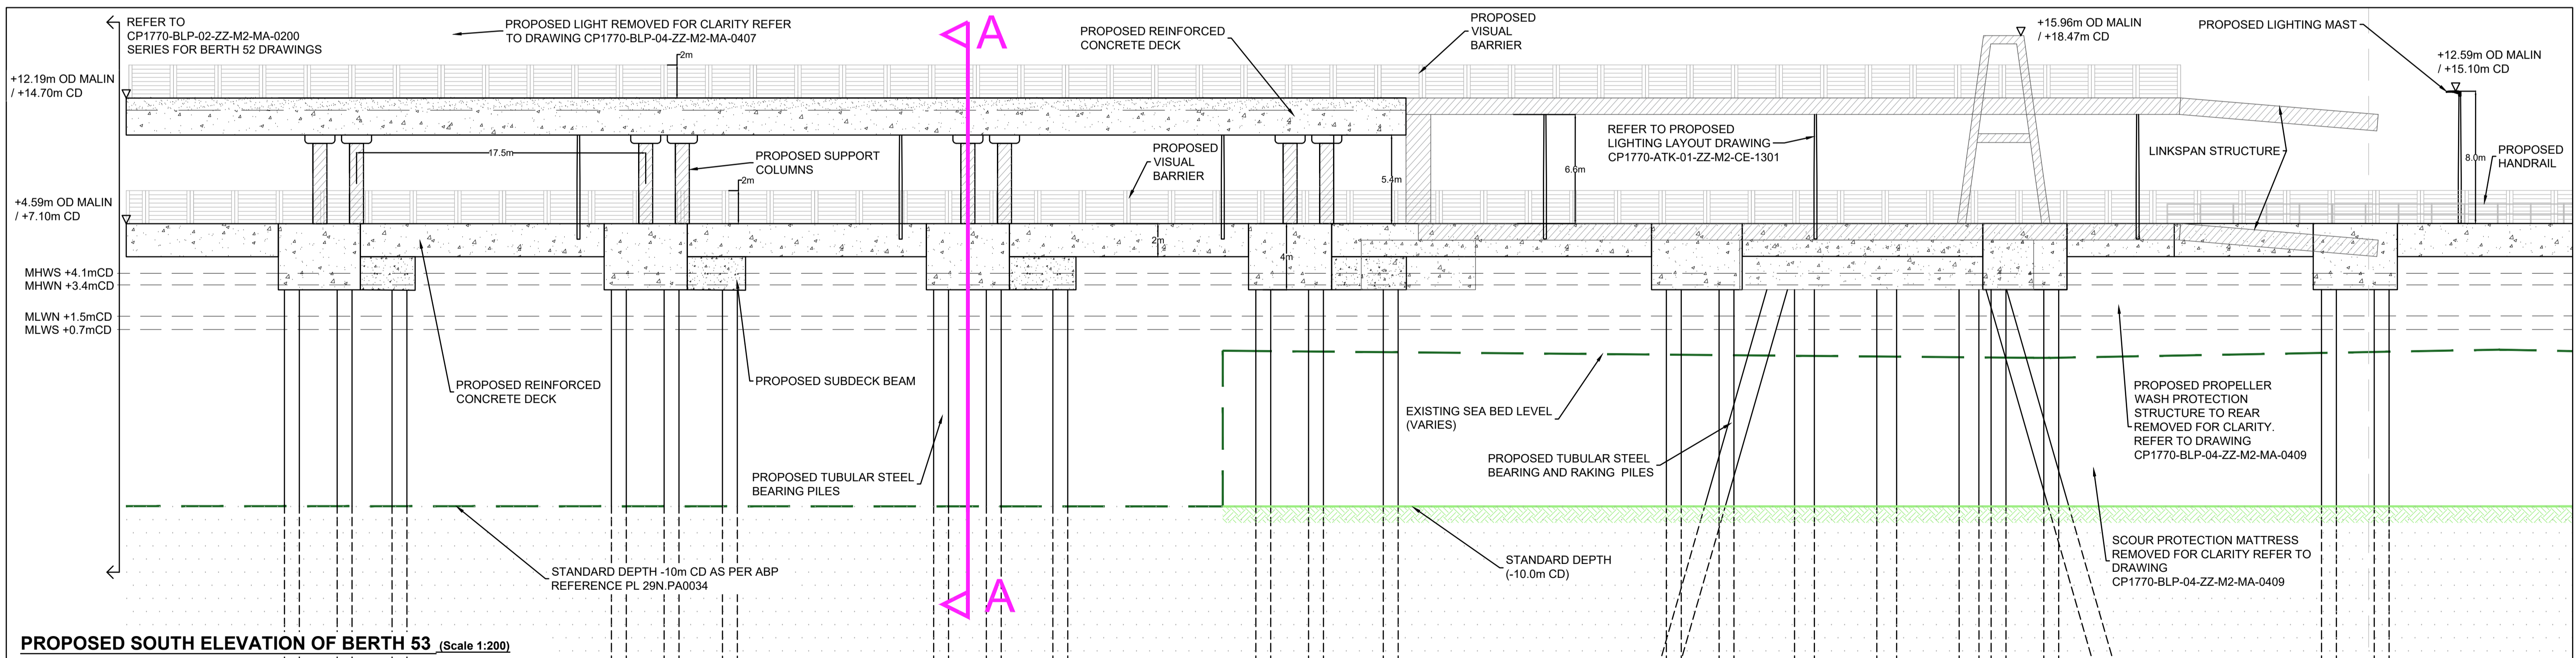 REFER TO
CP1770-BLP-02-ZZ-M2-MA-0200
SERIES FOR BERTH 52 DRAWINGS
PROPOSED LIGHT REMOVED FOR CLARITY REFER
TO DRAWING CP1770-BLP-04-ZZ-M2-MA-0407
A
PROPOSED REINFORCED
CONCRETE DECK
PROPOSED
VISUAL
BARRIER
+15.96m OD MALIN
/ +18.47m CD
PROPOSED LIGHTING MAST
+12.59m OD MALIN
/ +15.10m CD
+12.19m OD MALIN
/ +14.70m CD
2m
17.5m
PROPOSED SUPPORT
COLUMNS
2m
PROPOSED
VISUAL
BARRIER
5.4m
6.6m
REFER TO PROPOSED
LIGHTING LAYOUT DRAWING
CP1770-ATK-01-ZZ-M2-CE-1301
LINKSPAN STRUCTURE
8.0m
PROPOSED
HANDRAIL
+4.59m OD MALIN
/ +7.10m CD
2m
4m
MHWS +4.1mCD
MHWN +3.4mCD
MLWN +1.5mCD
MLWS +0.7mCD
PROPOSED REINFORCED
CONCRETE DECK
PROPOSED SUBDECK BEAM
EXISTING SEA BED LEVEL
(VARIES)
PROPOSED PROPELLER
WASH PROTECTION
STRUCTURE TO REAR
REMOVED FOR CLARITY.
REFER TO DRAWING
CP1770-BLP-04-ZZ-M2-MA-0409
PROPOSED TUBULAR STEEL
BEARING PILES
PROPOSED TUBULAR STEEL
BEARING AND RAKING PILES
STANDARD DEPTH -10m CD AS PER ABP
REFERENCE PL 29N.PA0034
A
STANDARD DEPTH
(-10.0m CD)
SCOUR PROTECTION MATTRESS
REMOVED FOR CLARITY REFER TO
DRAWING
CP1770-BLP-04-ZZ-M2-MA-0409
PROPOSED SOUTH ELEVATION OF BERTH 53 (Scale 1:200)